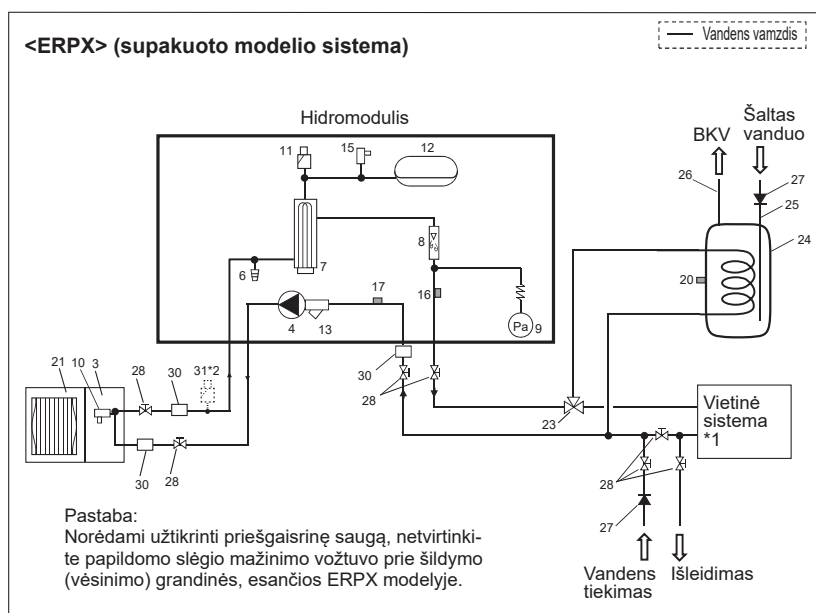 <ERPX> (supakuoto modelio sistema)
Vandens vamzdis
Hidromodulis
BKV
Šaltas
vanduo
11
15
12
26
27
25
24
8
6
7
20
17
16
4
13
Pa
9
21
10
3
28
30
31*2
30
28
23
Vietinė
sistema
*1
30
28
28
27
Pastaba:
Norėdami užtikrinti priešgaisrinę saugą, netvirtinki-
te papildomo slėgio mažinimo vožtuvo prie šildymo
(vėsinimo) grandinės, esančios ERPX modelyje.
Vandens
tiekimas
Išleidimas